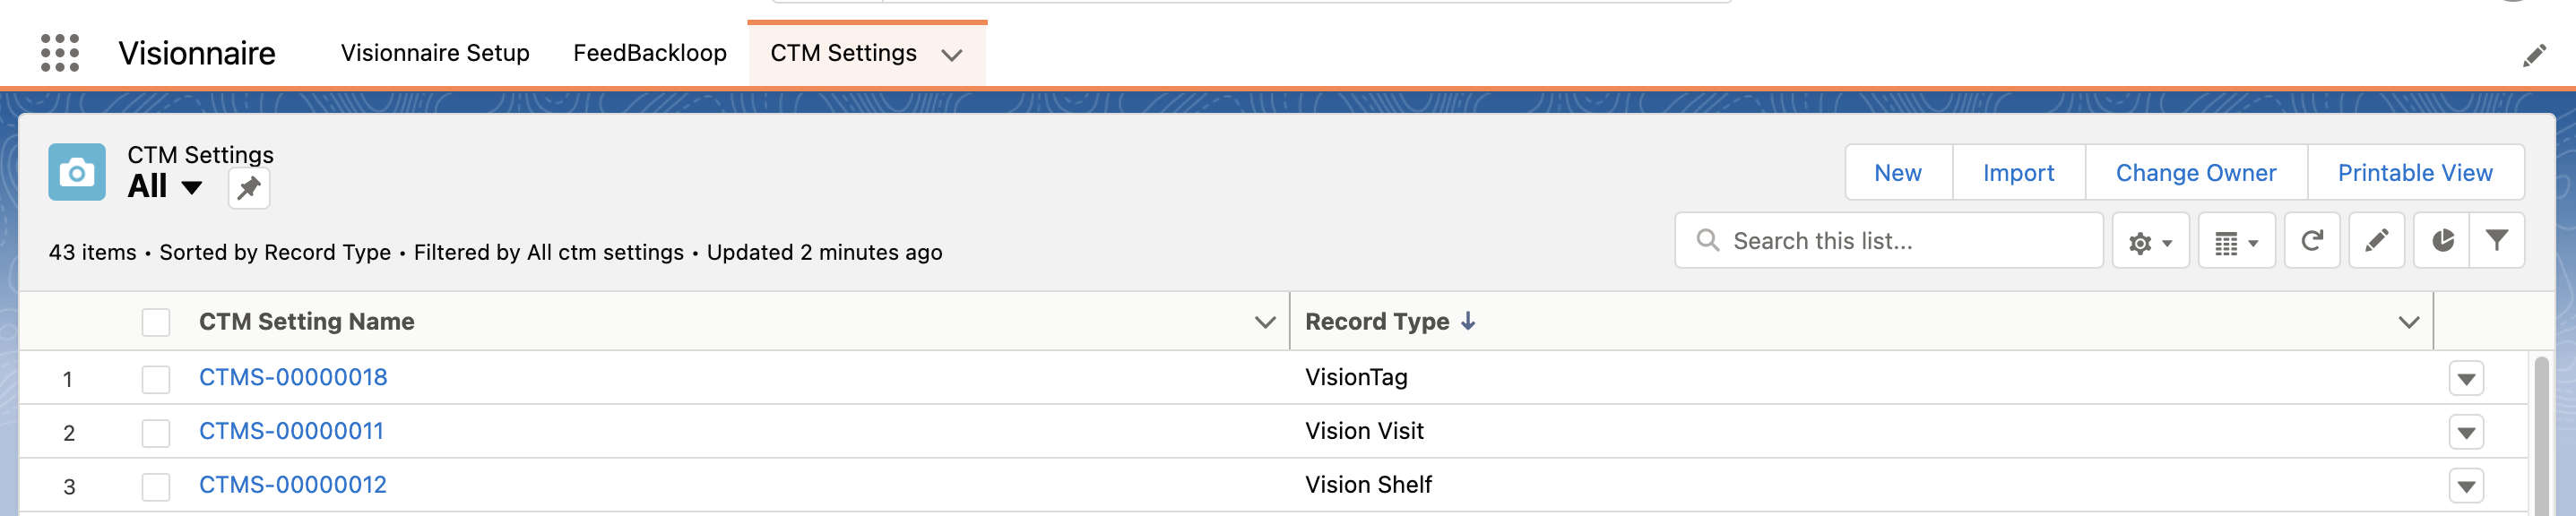 Visionnaire Visionnaire Setup FeedBackloop CTM Settings
CTM Settings
All
New Import Change Owner Printable View
43 items • Sorted by Record Type • Filtered by All ctm settings • Updated 2 minutes ago
Search this list...
CTM Setting Name Record Type
1 CTMS-00000018 VisionTag
2 CTMS-00000011 Vision Visit
3 CTMS-00000012 Vision Shelf